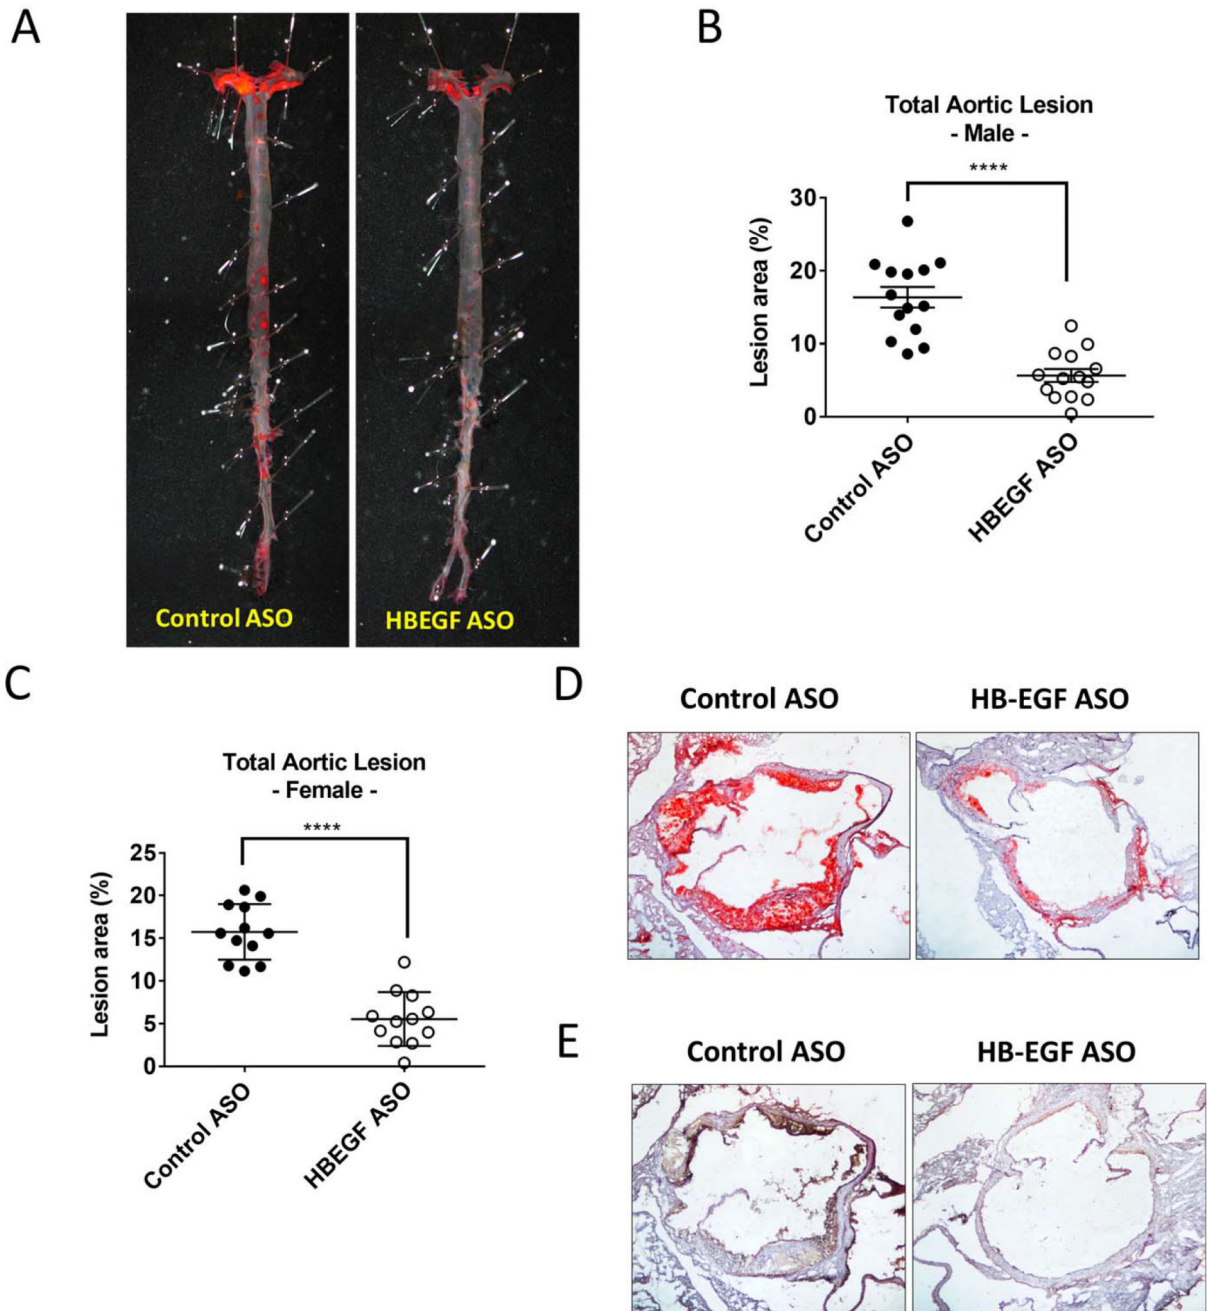 A
Control ASO
HBEGF ASO
B
Total Aortic Lesion
- Male -
****
Lesion area (%)
30
20
10
0
Control ASO
HBEGF ASO
C
Total Aortic Lesion
- Female -
****
Lesion area (%)
25
20
15
10
5
0
Control ASO
HBEGF ASO
D
Control ASO
HB-EGF ASO
E
Control ASO
HB-EGF ASO